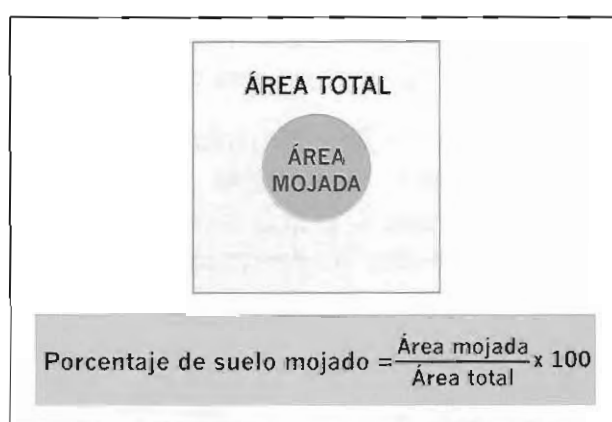 ÁREA TOTAL
ÁREA
MOJADA
Porcentaje de suelo mojado = Área mojada / Área total x 100